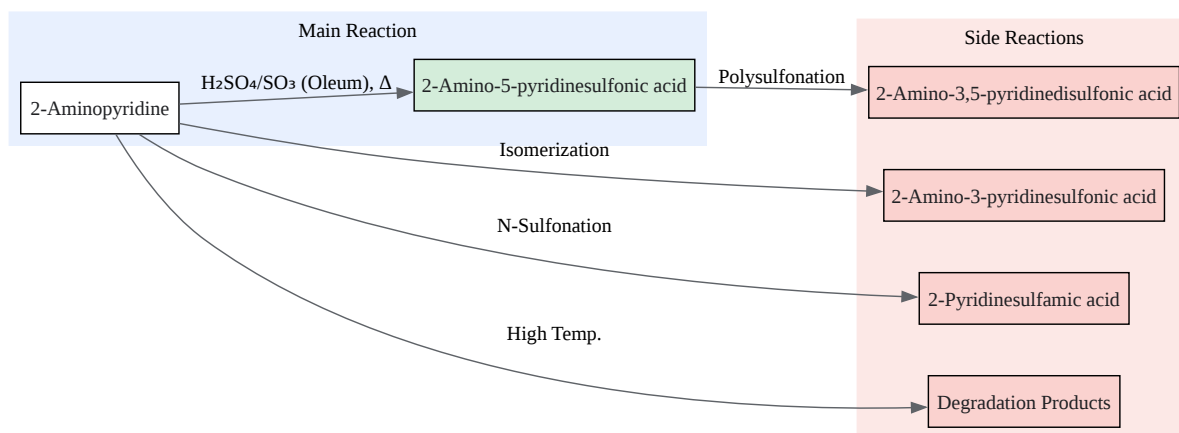 Main Reaction
Side Reactions
H₂SO₄/SO₃ (Oleum), Δ
2-Aminopyridine
2-Amino-5-pyridinesulfonic acid
Polysulfonation
2-Amino-3,5-pyridinedisulfonic acid
Isomerization
2-Amino-3-pyridinesulfonic acid
N-Sulfonation
2-Pyridinesulfamic acid
High Temp.
Degradation Products